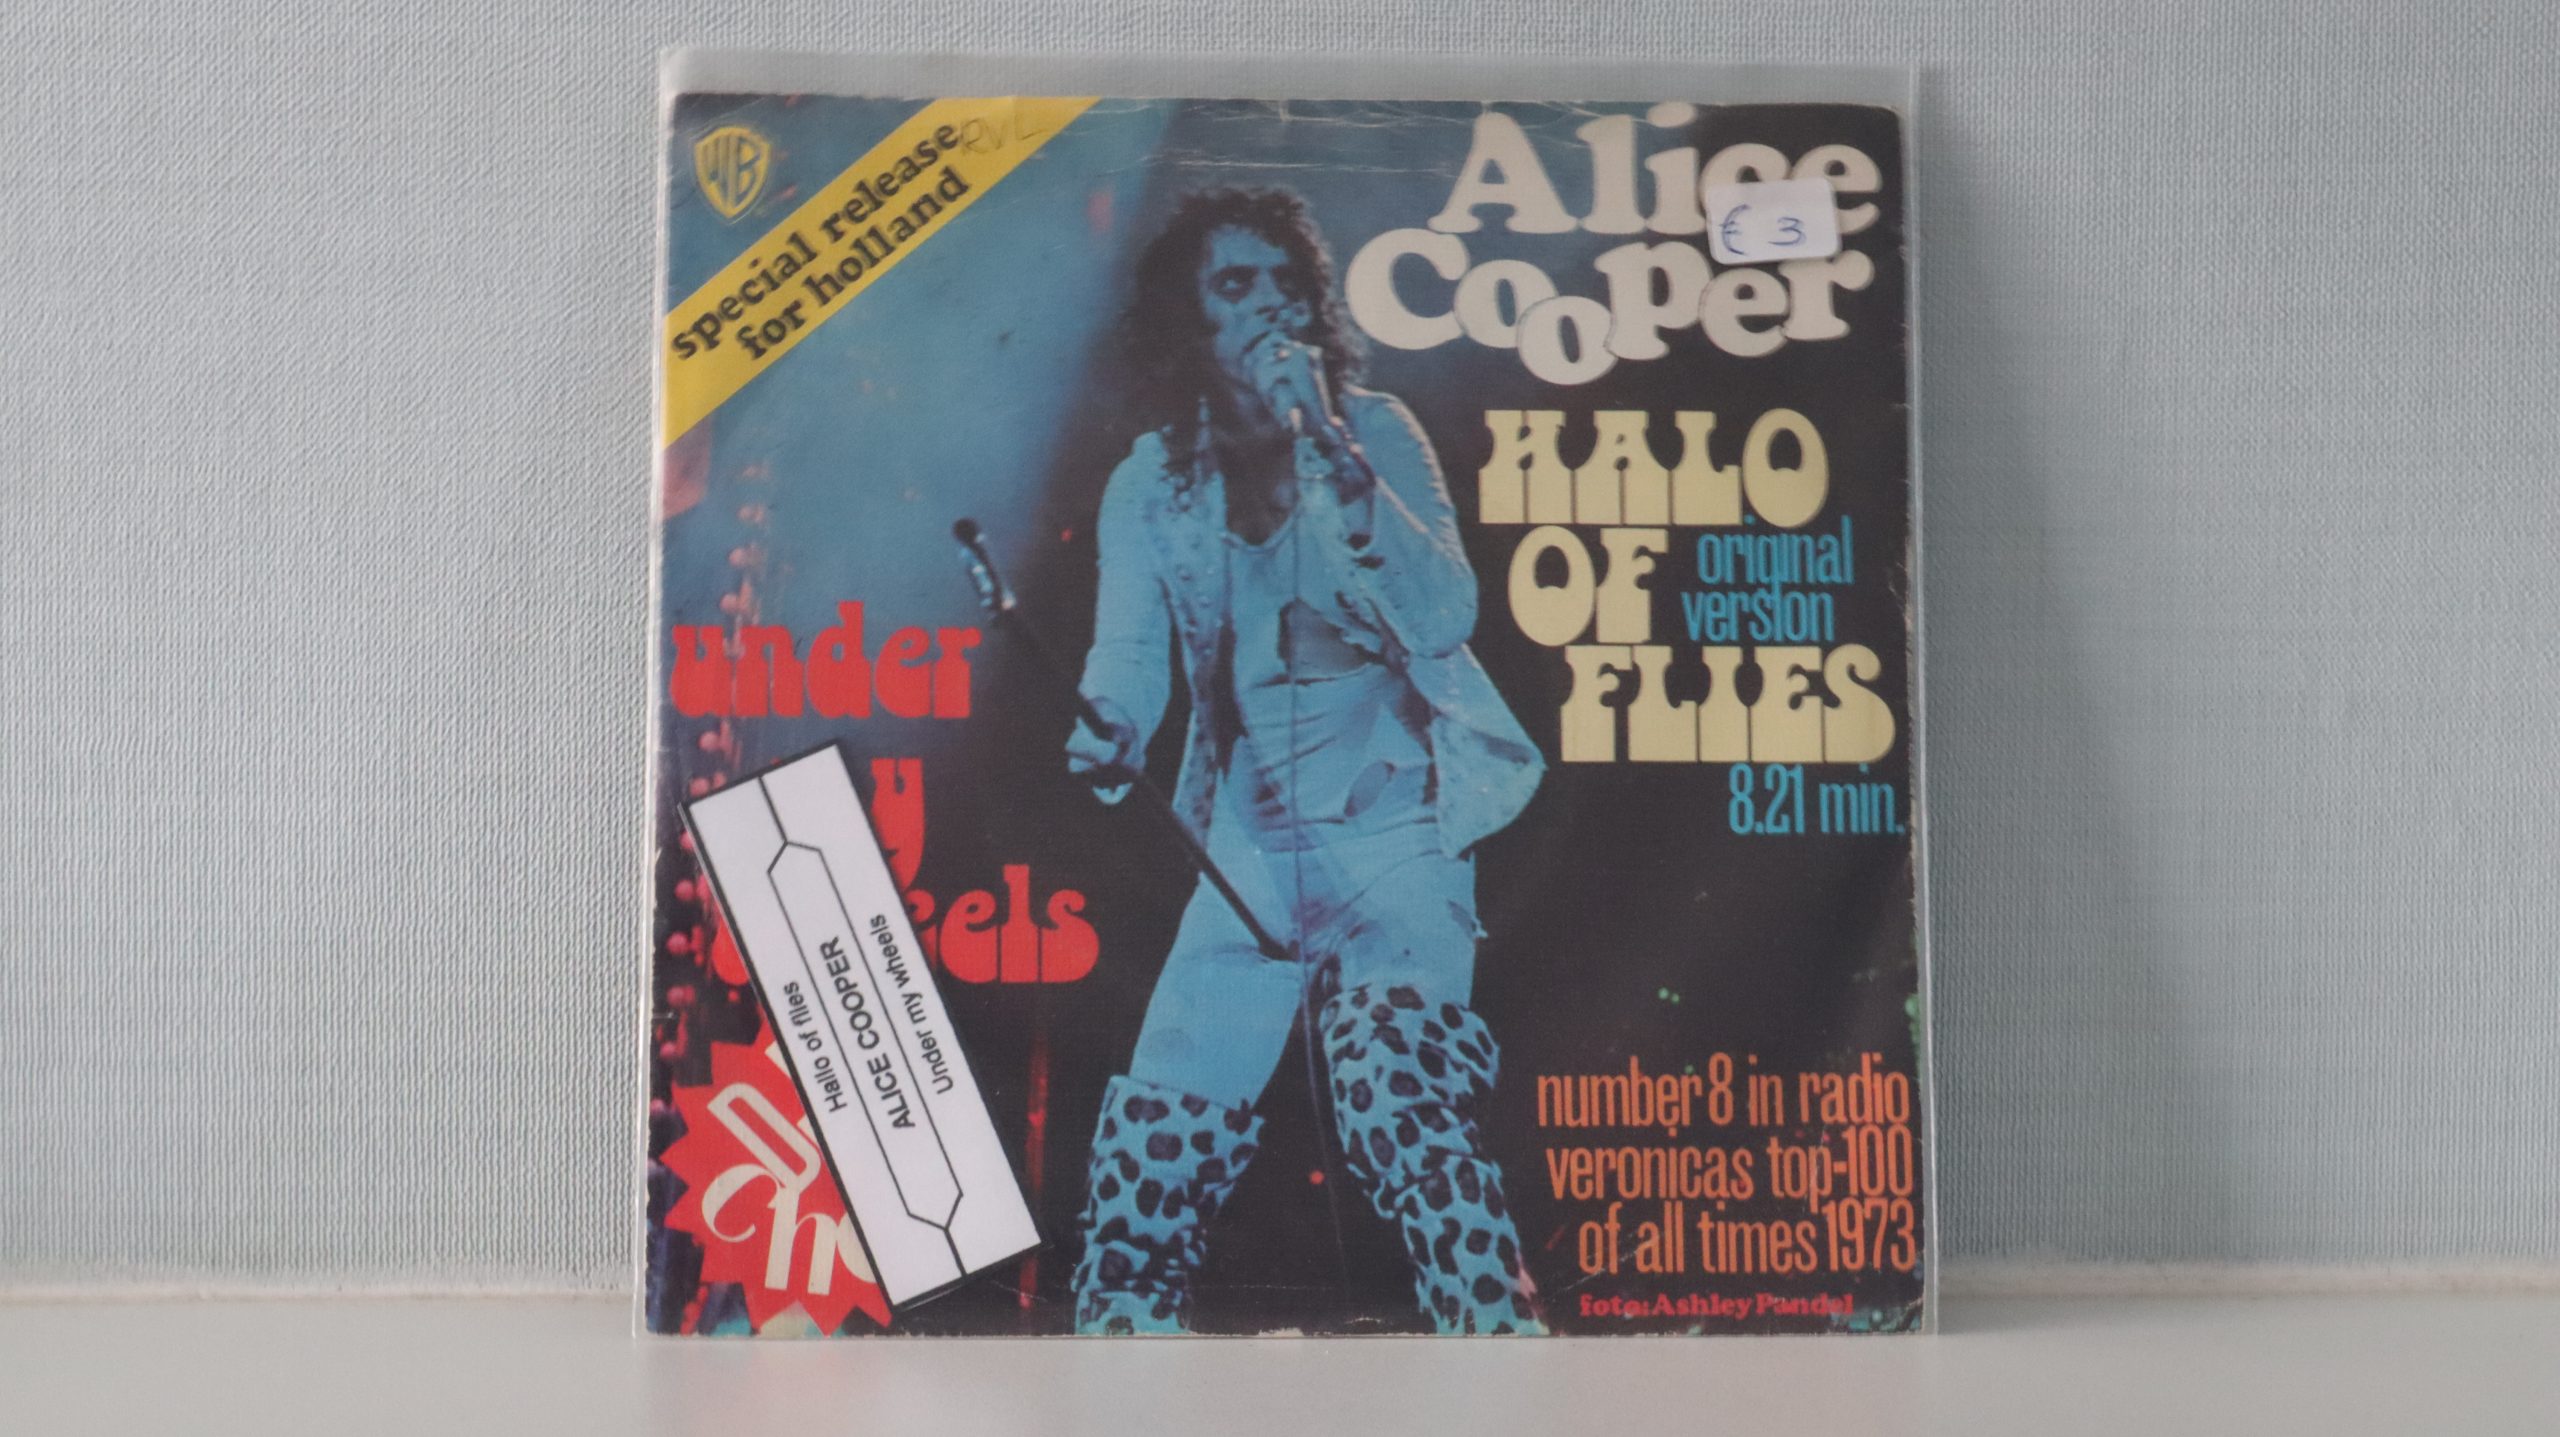 WB
special release
for holland
RVL
Alice
Cooper
€ 3
HALO
OF
original
version
FLIES
8.21 min.
under
Hallo of flies
ALICE COOPER
Under my wheels
number 8 in radio
veronicas top-100
of all times 1973
foto: Ashley Pandel